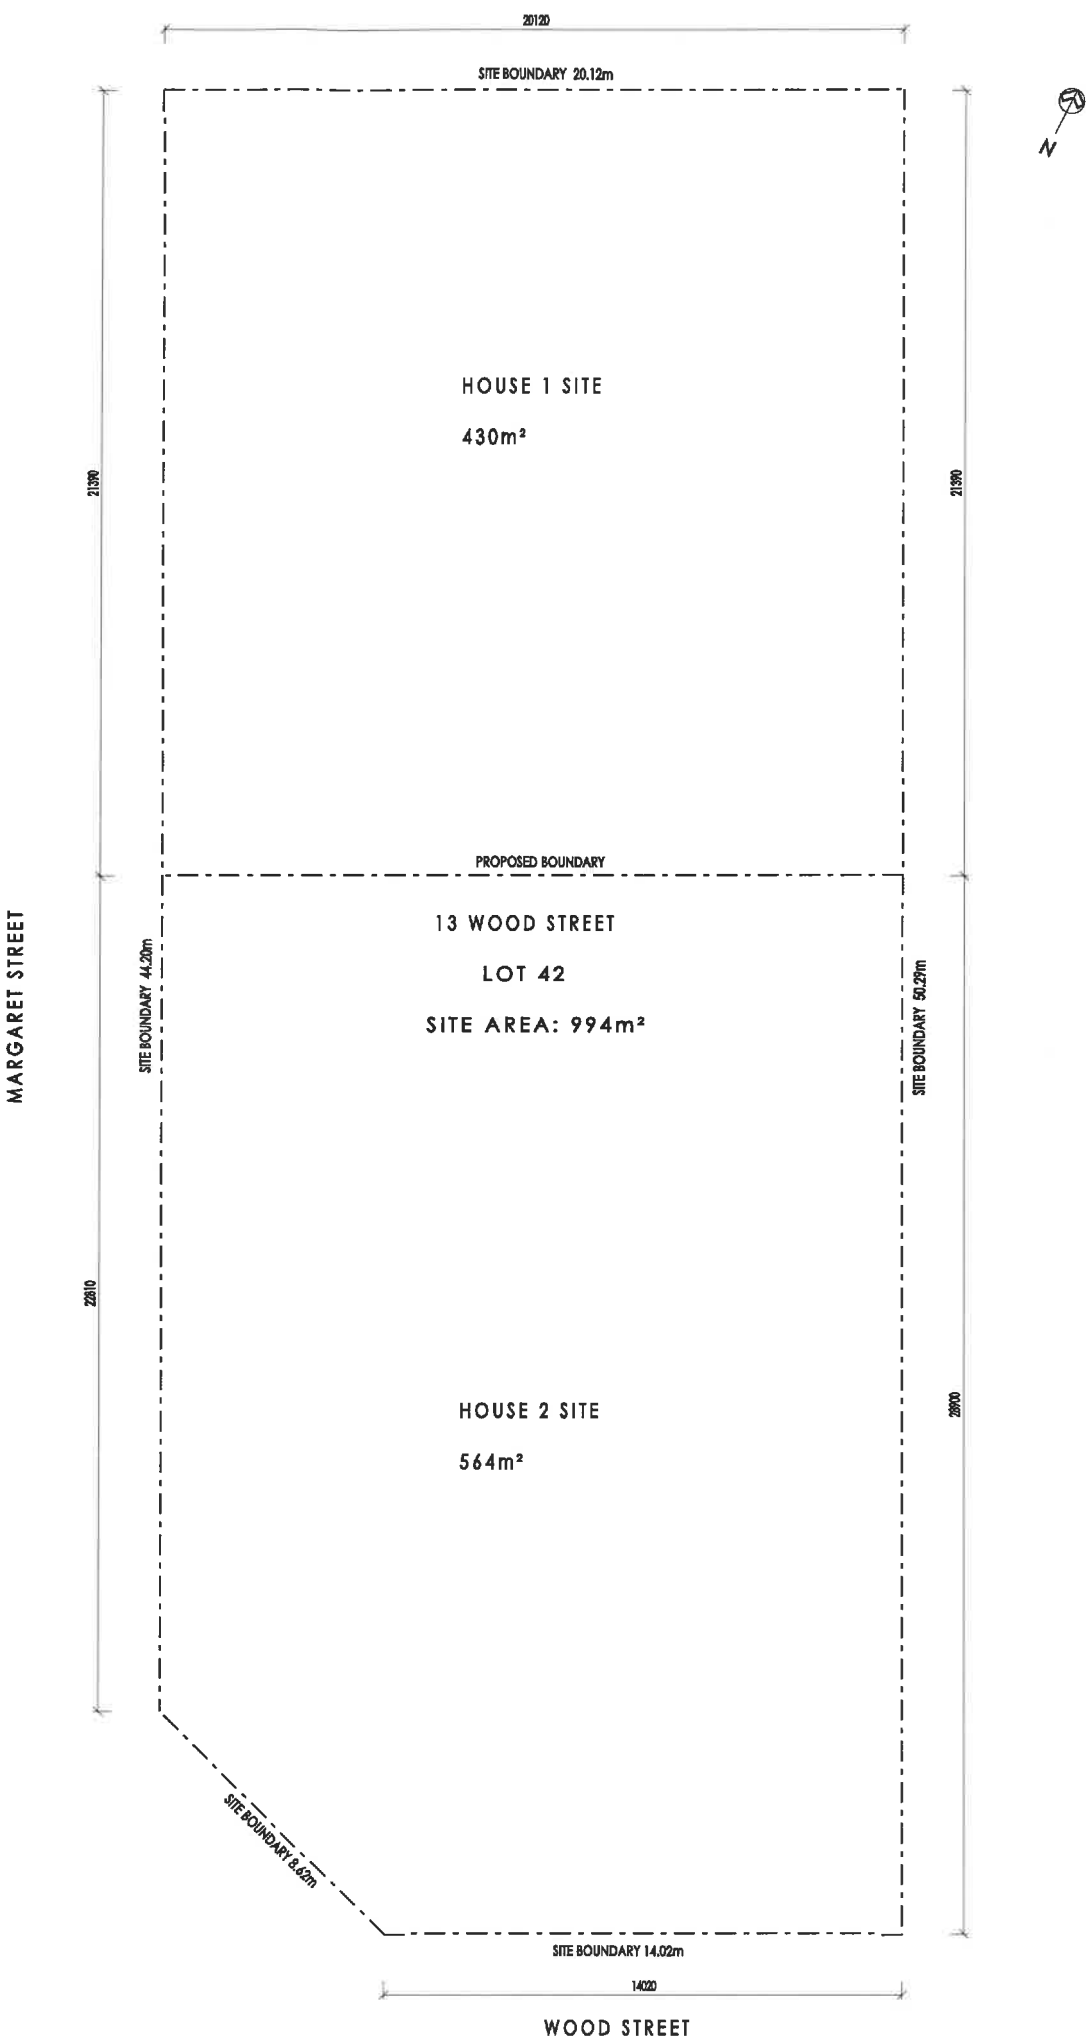 20120
SITE BOUNDARY 20.12m
N
HOUSE 1 SITE
430m²
21390
21390
PROPOSED BOUNDARY
13 WOOD STREET
LOT 42
SITE AREA: 994m²
MARGARET STREET
SITE BOUNDARY 44.20m
SITE BOUNDARY 50.29m
22810
HOUSE 2 SITE
564m²
28900
SITE BOUNDARY 8.62m
SITE BOUNDARY 14.02m
14020
WOOD STREET